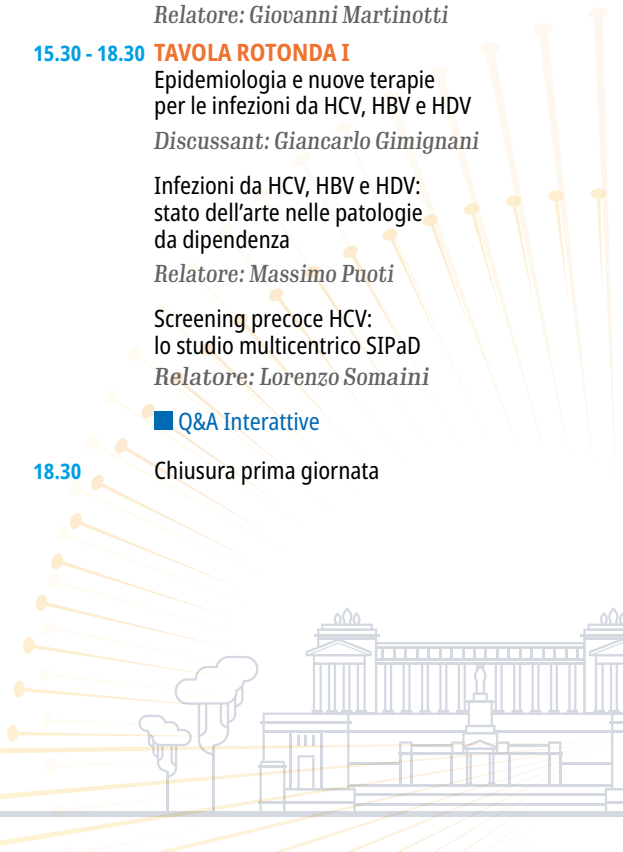 Relatore: Giovanni Martinotti
15.30 - 18.30 TAVOLA ROTONDA I
Epidemiologia e nuove terapie
per le infezioni da HCV, HBV e HDV
Discussant: Giancarlo Gimignani
Infezioni da HCV, HBV e HDV:
stato dell’arte nelle patologie
da dipendenza
Relatore: Massimo Puoti
Screening precoce HCV:
lo studio multicentrico SIPaD
Relatore: Lorenzo Somaini
Q&A Interattive
18.30 Chiusura prima giornata